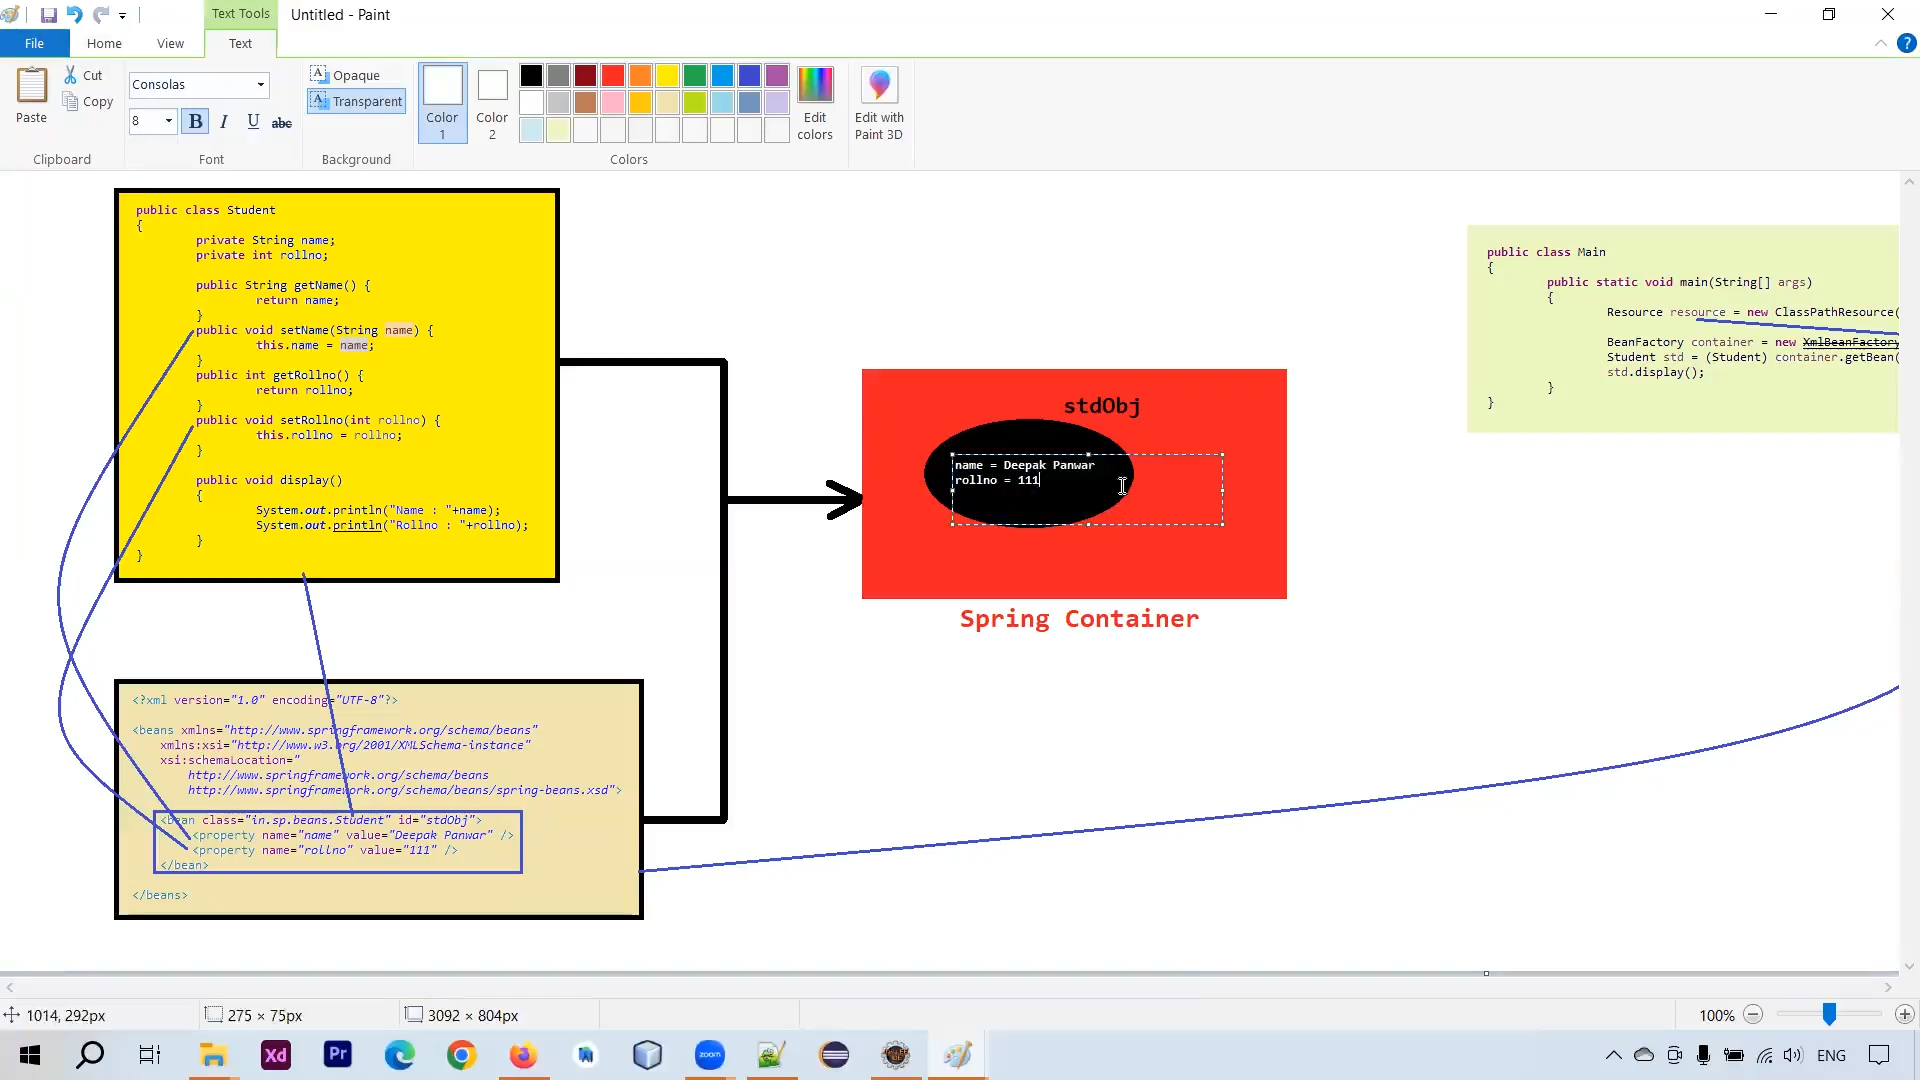 Text Tools
Untitled - Paint
File
Home
View
Text
Paste
Cut
Copy
Clipboard
Consolas
8
B
I
U
abc
Font
Opaque
Transparent
Background
Color
1
Color
2
Colors
Edit
colors
Edit with
Paint 3D
public class Student
{
private String name;
private int rollno;
public String getName() {
return name;
}
public void setName(String name) {
this.name = name;
}
public int getRollno() {
return rollno;
}
public void setRollno(int rollno) {
this.rollno = rollno;
}
public void display()
{
System.out.println("Name : "+name);
System.out.println("Rollno : "+rollno);
}
}
<?xml version="1.0" encoding="UTF-8"?>
<beans xmlns="http://www.springframework.org/schema/beans"
xmlns:xsi="http://www.w3.org/2001/XMLSchema-instance"
xsi:schemaLocation="
http://www.springframework.org/schema/beans
http://www.springframework.org/schema/beans/spring-beans.xsd">
<bean class="in.sp.beans.Student" id="stdObj">
<property name="name" value="Deepak Panwar" />
<property name="rollno" value="111" />
</bean>
</beans>
stdObj
name = Deepak Panwar
rollno = 111
Spring Container
public class Main
{
public static void main(String[] args)
{
Resource resource = new ClassPathResource(
BeanFactory container = new XmlBeanFactory
Student std = (Student) container.getBean(
std.display();
}
}
1014, 292px
275 × 75px
3092 × 804px
100%
Xd
Pr
zoom
ENG